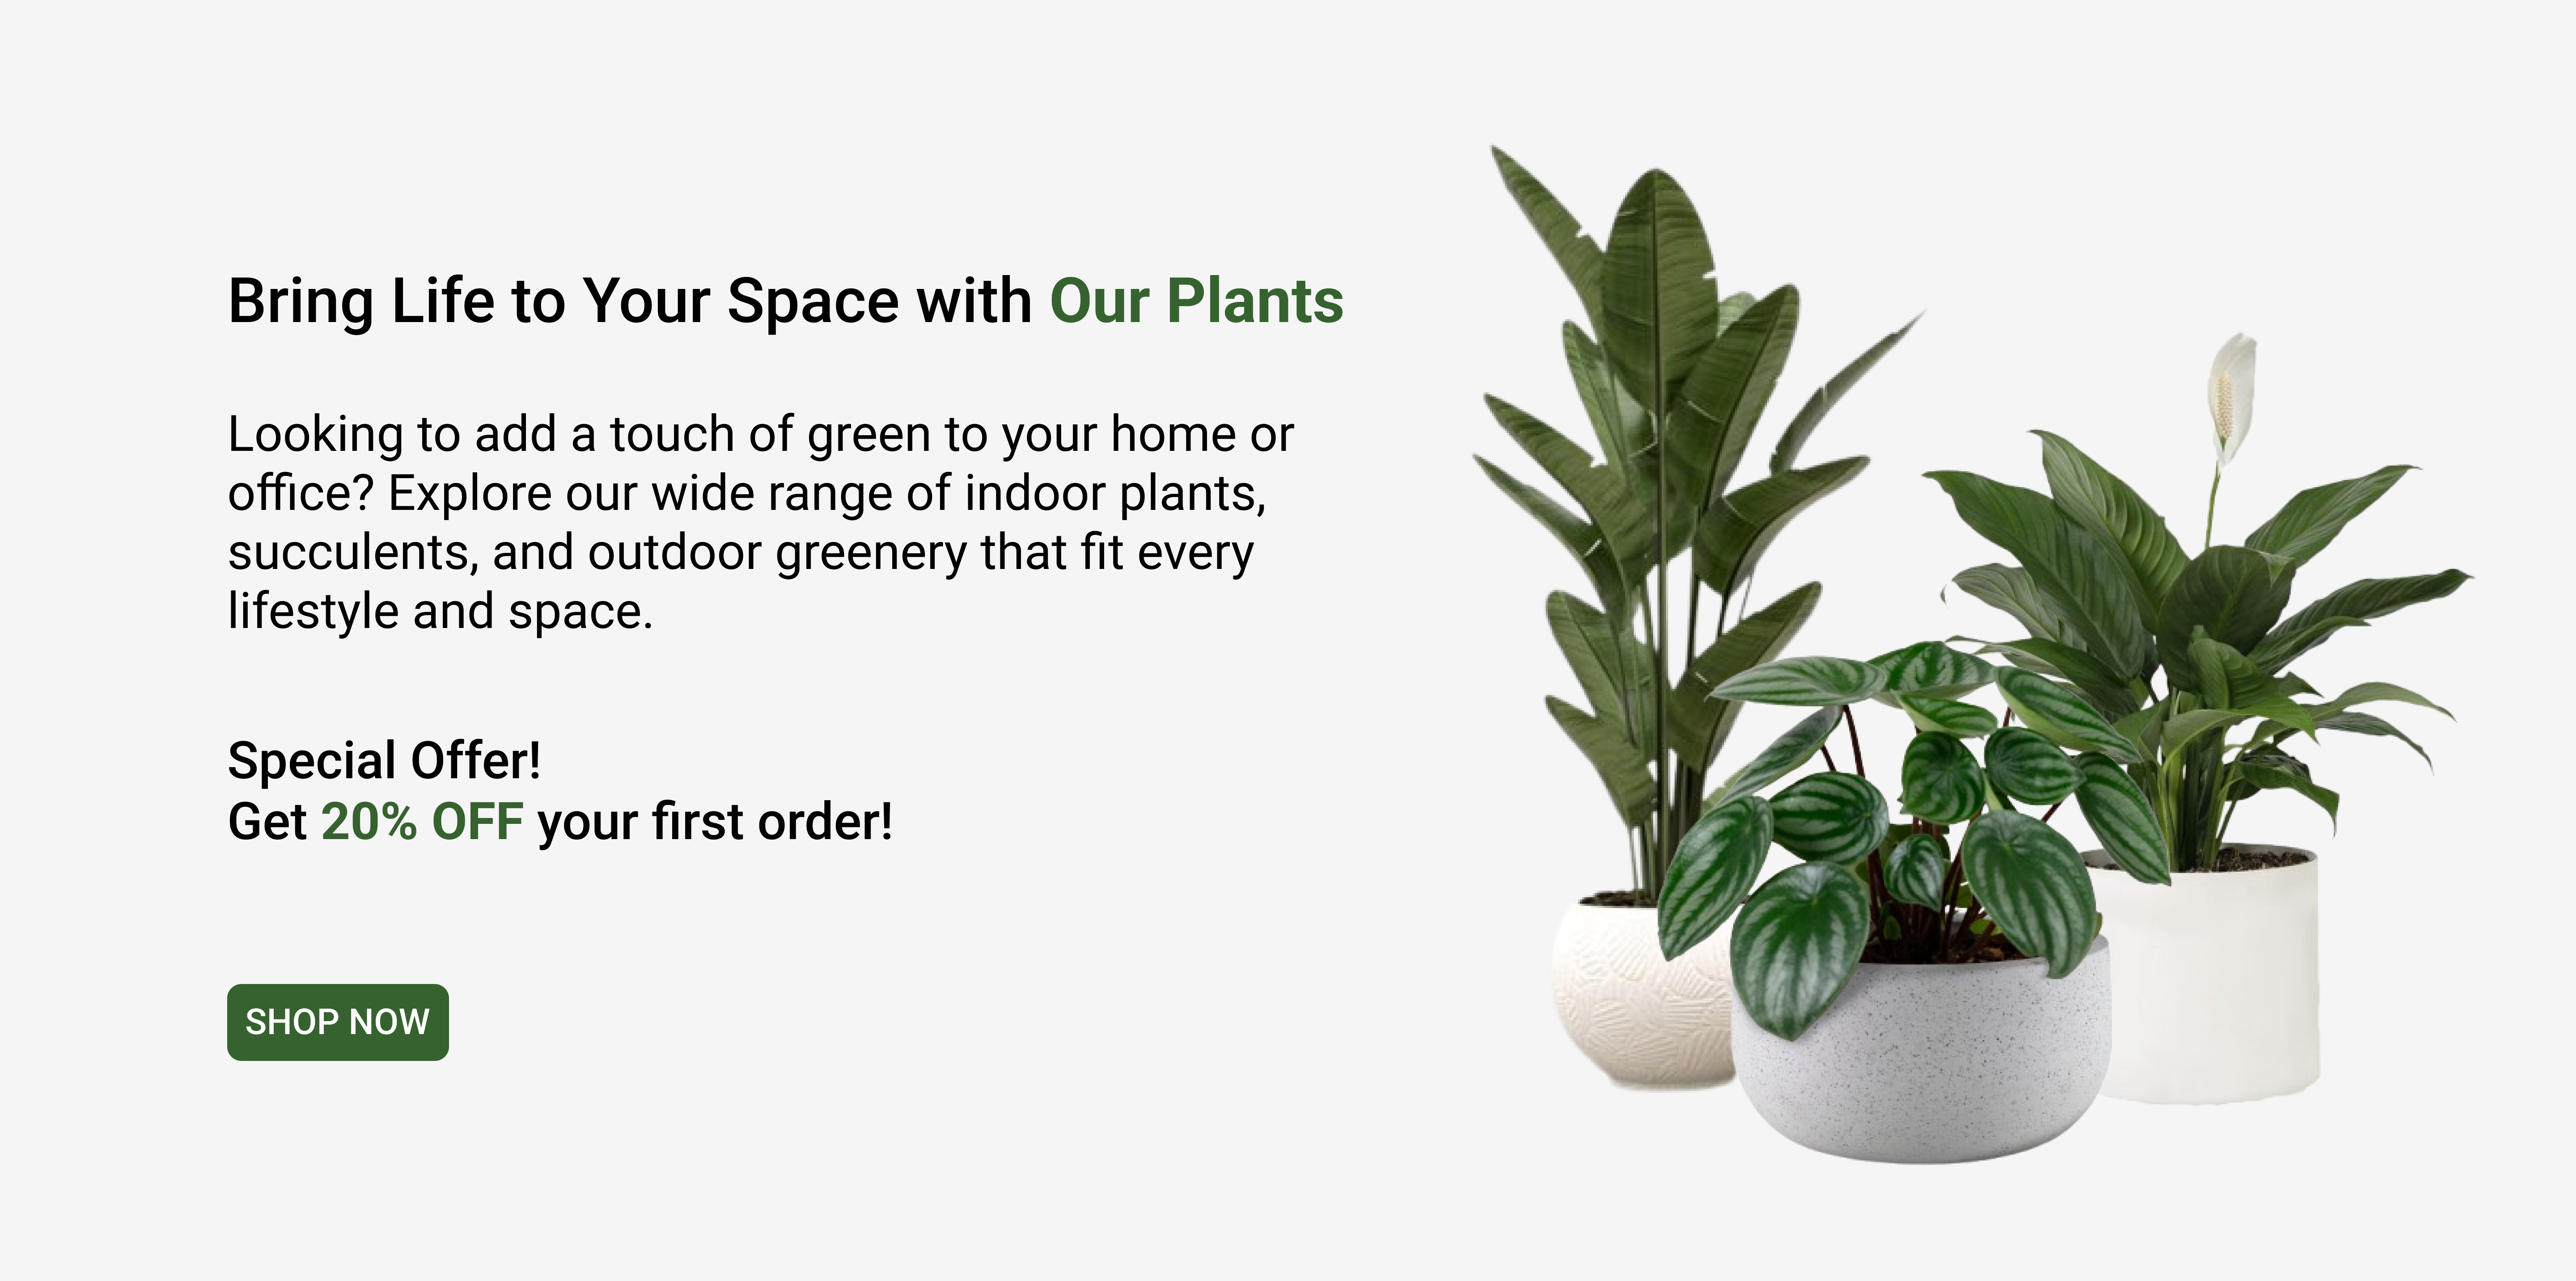 Bring Life to Your Space with Our Plants
Looking to add a touch of green to your home or
office? Explore our wide range of indoor plants,
succulents, and outdoor greenery that fit every
lifestyle and space.
Special Offer!
Get 20% OFF your first order!
SHOP NOW